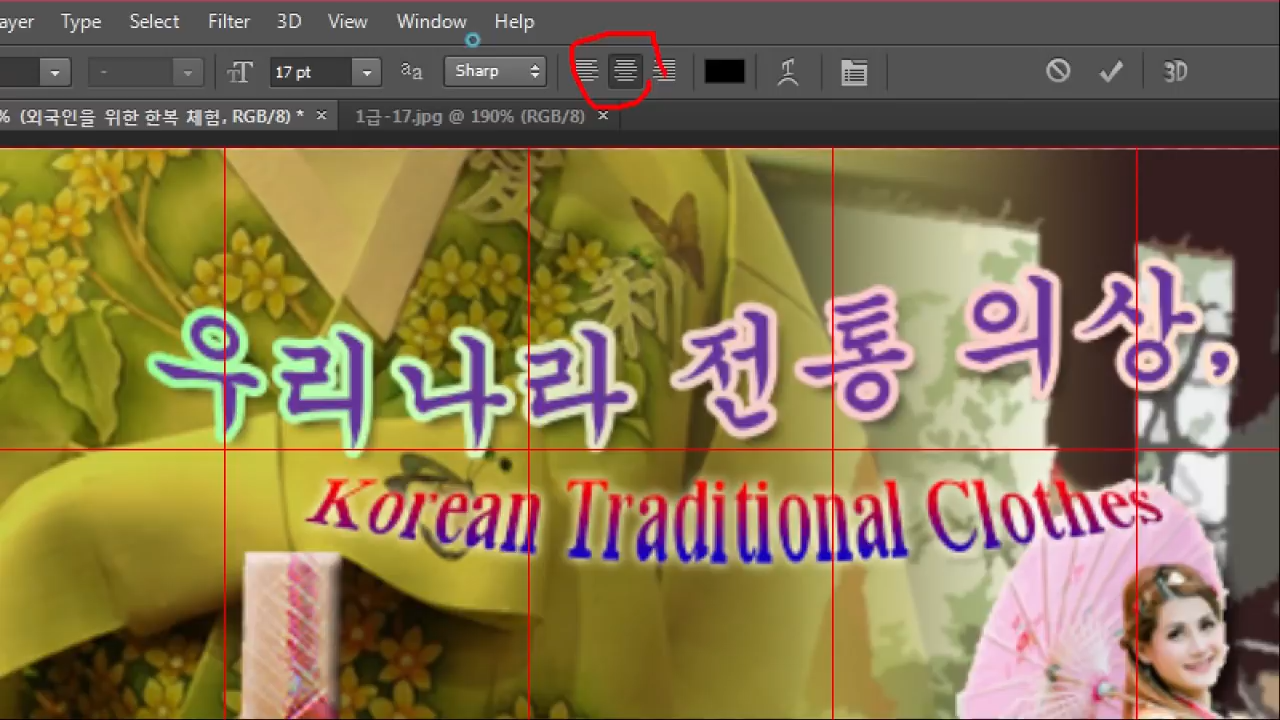 ayer Type Select Filter 3D View Window Help
- 17 pt aa Sharp 3D
% (외국인을 위한 한복 체험, RGB/8) * × 1급-17.jpg @ 190% (RGB/8) ×
愛
利
우리나라 전통 의상,
Korean Traditional Clothes